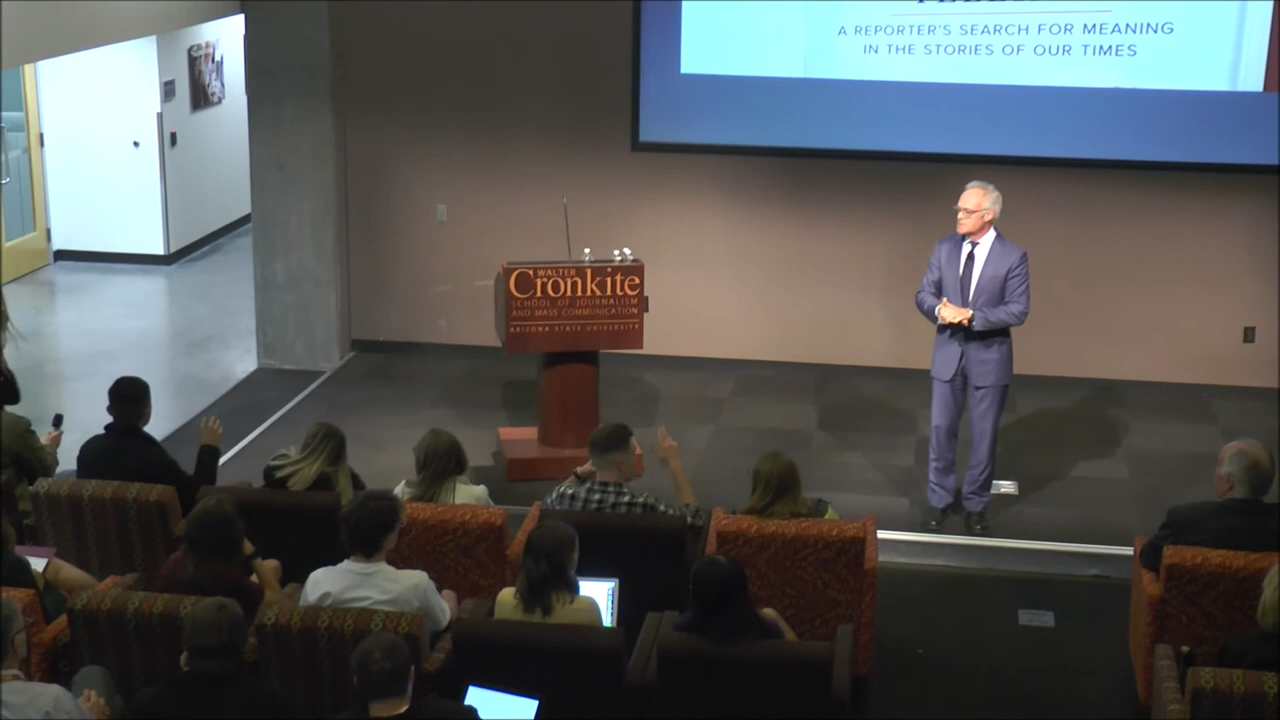 A REPORTER'S SEARCH FOR MEANING
IN THE STORIES OF OUR TIMES
WALTER
Cronkite
SCHOOL OF JOURNALISM
AND MASS COMMUNICATION
ARIZONA STATE UNIVERSITY